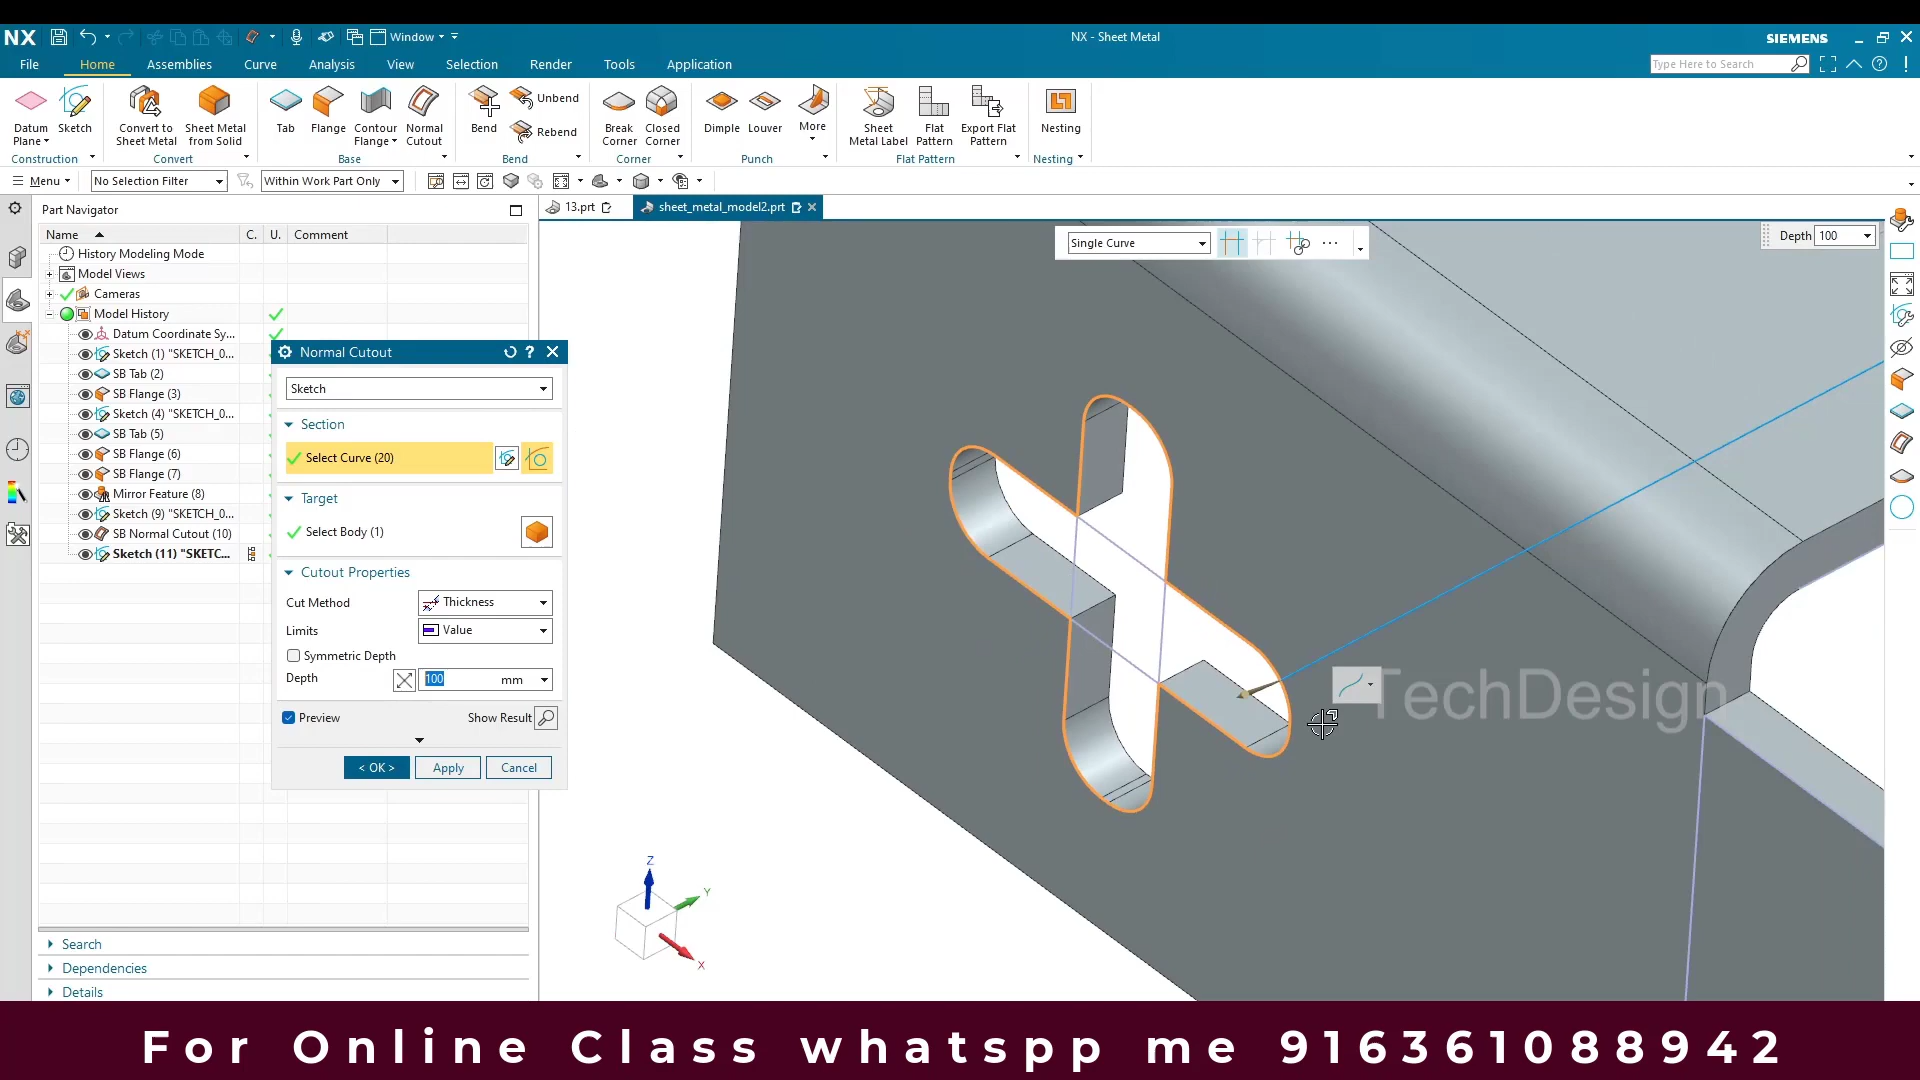 NX
Window
NX - Sheet Metal
SIEMENS
File
Home
Assemblies
Curve
Analysis
View
Selection
Render
Tools
Application
Type Here to Search
Datum Plane
Sketch
Convert to Sheet Metal
Sheet Metal from Solid
Tab
Flange
Contour Flange
Normal Cutout
Bend
Unbend
Rebend
Break Corner
Closed Corner
Dimple
Louver
More
Sheet Metal Label
Flat Pattern
Export Flat Pattern
Nesting
Construction
Convert
Base
Bend
Corner
Punch
Flat Pattern
Nesting
Menu
No Selection Filter
Within Work Part Only
Part Navigator
13.prt
sheet_metal_model2.prt
Name
C.
U.
Comment
Single Curve
Depth
100
History Modeling Mode
Model Views
Cameras
Model History
Datum Coordinate Sy...
Sketch (1) "SKETCH_0...
SB Tab (2)
SB Flange (3)
Sketch (4) "SKETCH_0...
SB Tab (5)
SB Flange (6)
SB Flange (7)
Mirror Feature (8)
Sketch (9) "SKETCH_0...
SB Normal Cutout (10)
Sketch (11) "SKETC...
Normal Cutout
Sketch
Section
Select Curve (20)
Target
Select Body (1)
Cutout Properties
Cut Method
Thickness
Limits
Value
Symmetric Depth
Depth
100
mm
Preview
Show Result
< OK >
Apply
Cancel
TechDesign
Z
Y
X
Search
Dependencies
Details
For Online Class whatspp me 916361088942